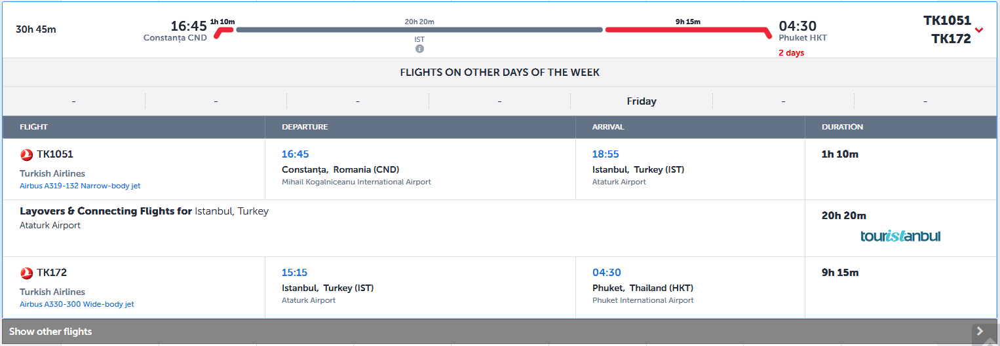 30h 45m
16:45
Constanța CND
1h 10m
20h 20m
IST
i
9h 15m
04:30
Phuket HKT
2 days
TK1051
TK172
FLIGHTS ON OTHER DAYS OF THE WEEK
- - - - Friday - -
FLIGHT DEPARTURE ARRIVAL DURATION
TK1051
Turkish Airlines
Airbus A319-132 Narrow-body jet
16:45
Constanța, Romania (CND)
Mihail Kogalniceanu International Airport
18:55
Istanbul, Turkey (IST)
Ataturk Airport
1h 10m
Layovers & Connecting Flights for Istanbul, Turkey
Ataturk Airport
20h 20m
touristanbul
TK172
Turkish Airlines
Airbus A330-300 Wide-body jet
15:15
Istanbul, Turkey (IST)
Ataturk Airport
04:30
Phuket, Thailand (HKT)
Phuket International Airport
9h 15m
Show other flights